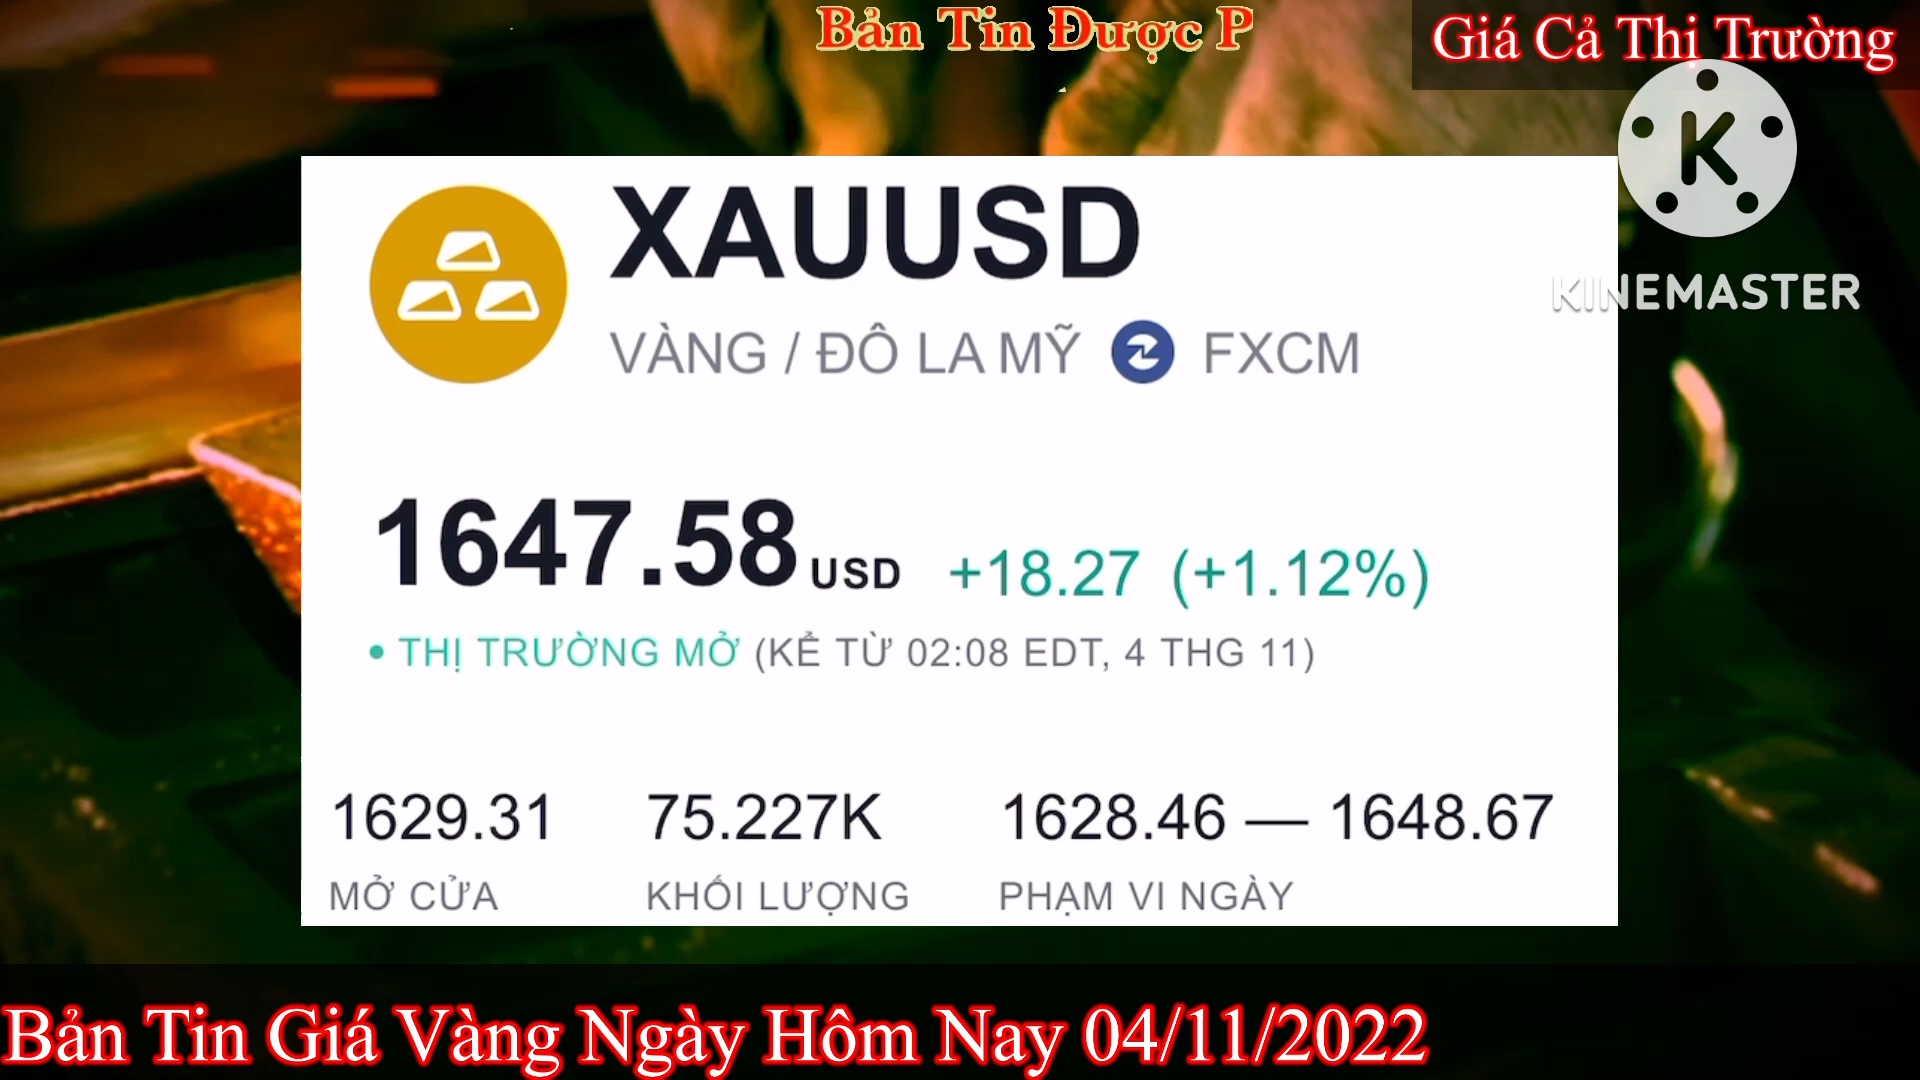 Bản Tin Được P
Giá Cả Thị Trường
K
KINEMASTER
XAUUSD
VÀNG / ĐÔ LA MỸ FXCM
1647.58 USD +18.27 (+1.12%)
• THỊ TRƯỜNG MỞ (KỂ TỪ 02:08 EDT, 4 THG 11)
1629.31 75.227K 1628.46 — 1648.67
MỞ CỬA KHỐI LƯỢNG PHẠM VI NGÀY
Bản Tin Giá Vàng Ngày Hôm Nay 04/11/2022